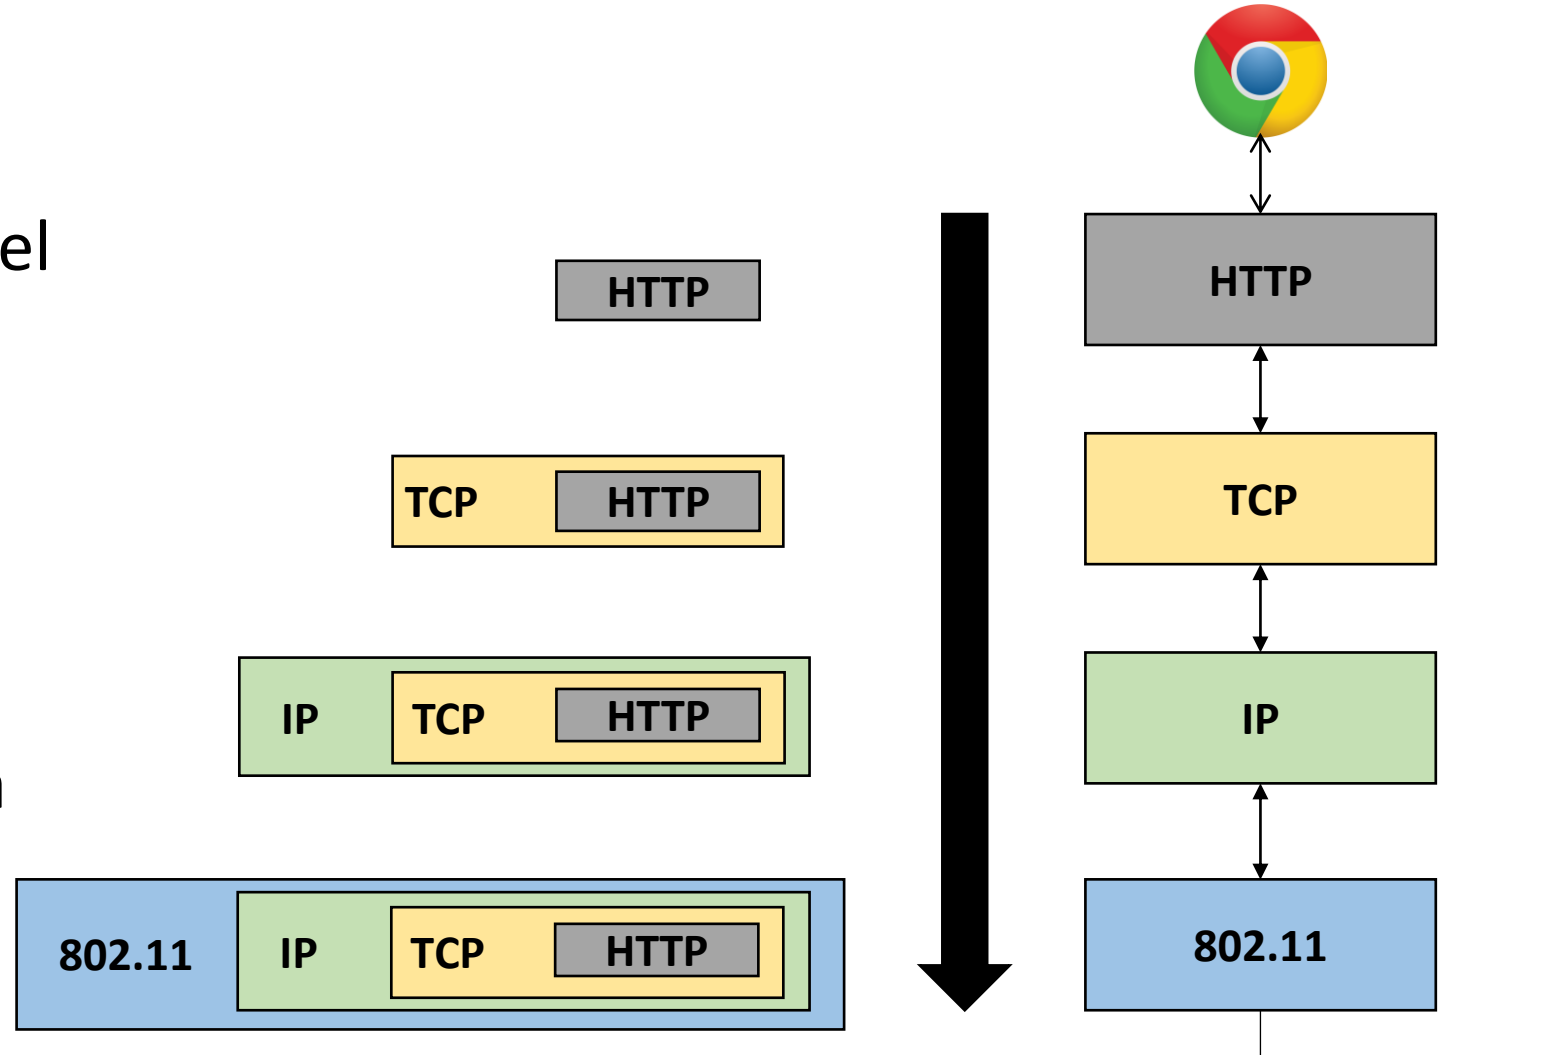 el
HTTP
HTTP
TCP HTTP
TCP
IP TCP HTTP
IP
n
802.11 IP TCP HTTP
802.11